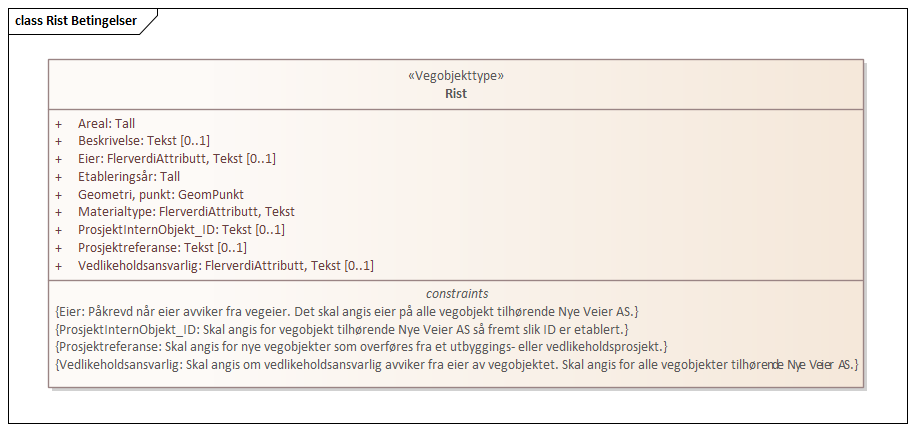 class Rist Betingelser
«Vegobjekttype»
Rist
+ Areal: Tall
+ Beskrivelse: Tekst [0..1]
+ Eier: FlerverdiAttributt, Tekst [0..1]
+ Etableringsår: Tall
+ Geometri, punkt: GeomPunkt
+ Materialtype: FlerverdiAttributt, Tekst
+ ProsjektInternObjekt_ID: Tekst [0..1]
+ Prosjektreferanse: Tekst [0..1]
+ Vedlikeholdsansvarlig: FlerverdiAttributt, Tekst [0..1]
constraints
{Eier: Påkrevd når eier avviker fra vegeier. Det skal angis eier på alle vegobjekt tilhørende Nye Veier AS.}
{ProsjektInternObjekt_ID: Skal angis for vegobjekt tilhørende Nye Veier AS så fremt slik ID er etablert.}
{Prosjektreferanse: Skal angis for nye vegobjekter som overføres fra et utbyggings- eller vedlikeholdsprosjekt.}
{Vedlikeholdsansvarlig: Skal angis om vedlikeholdsansvarlig avviker fra eier av vegobjektet. Skal angis for alle vegobjekter tilhørende Nye Veier AS.}